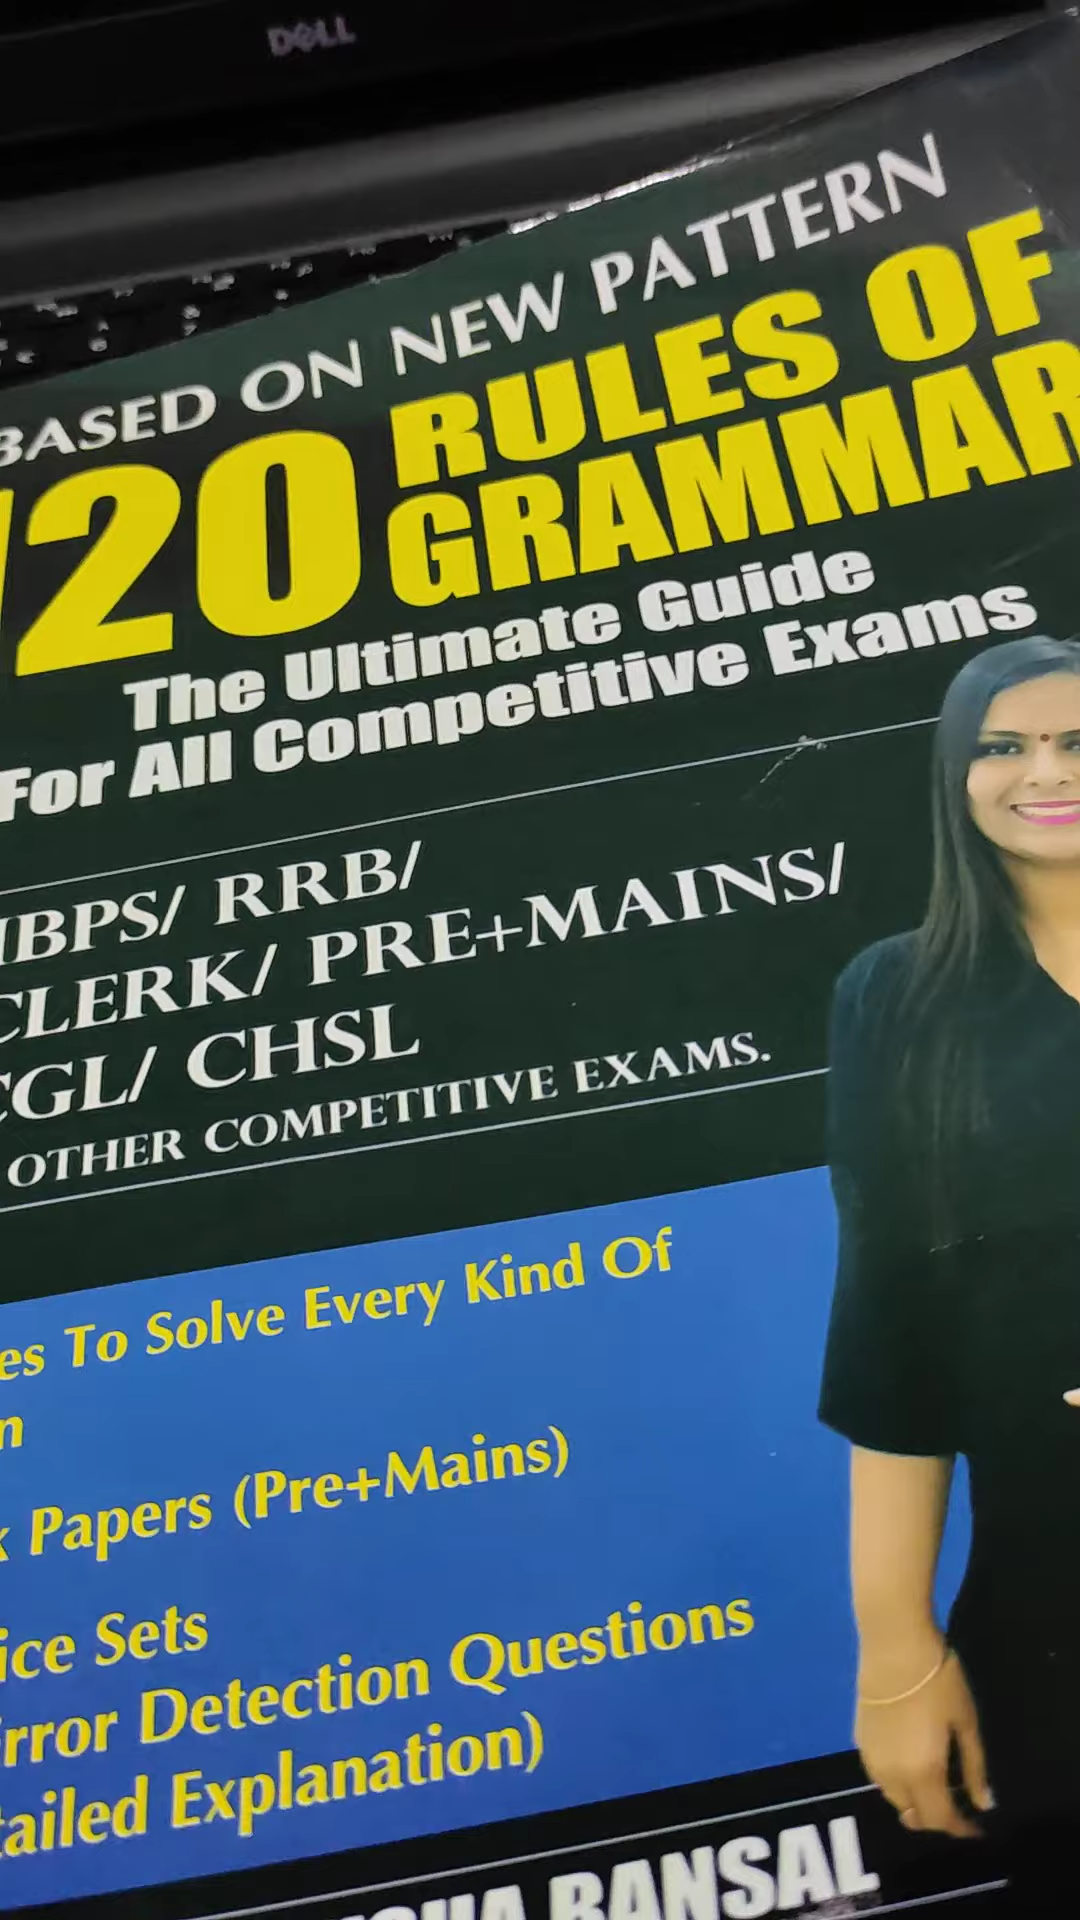 DELL
BASED ON NEW PATTERN
20 RULES OF
GRAMMAR
The Ultimate Guide
For All Competitive Exams
IBPS/ RRB/
CLERK/ PRE+MAINS/
CGL/ CHSL
OTHER COMPETITIVE EXAMS.
es To Solve Every Kind Of
n
Papers (Pre+Mains)
ice Sets
rror Detection Questions
tailed Explanation)
BANSAL